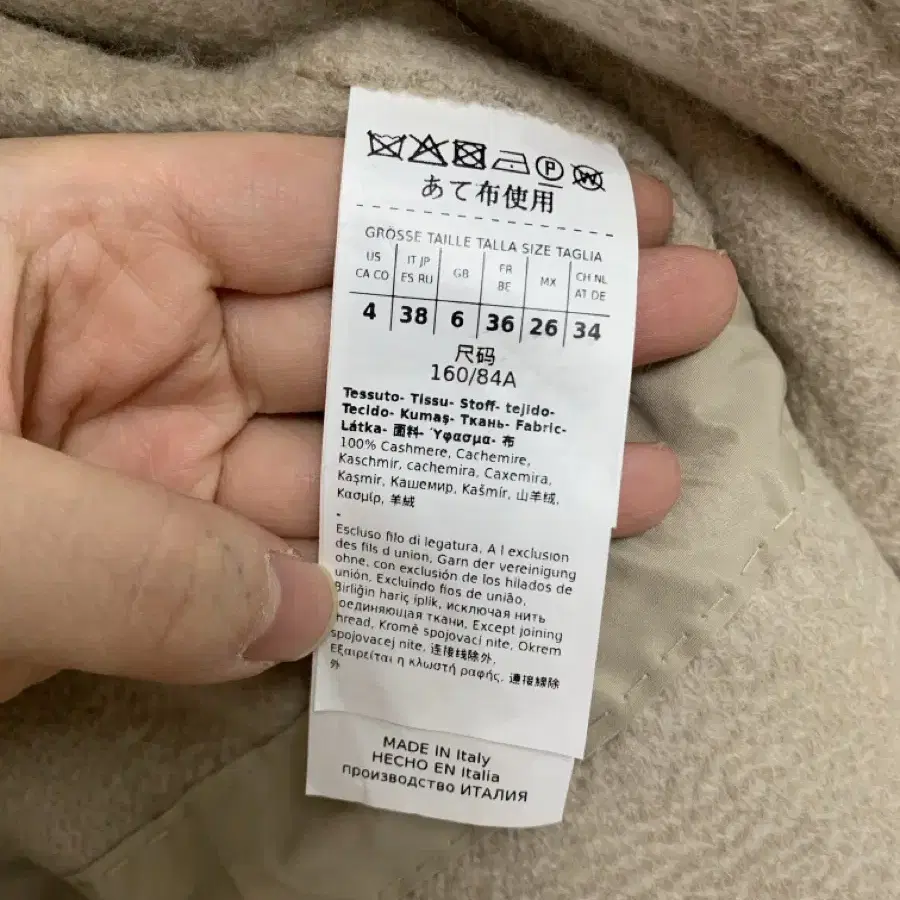 P W
あて布使用
GRÖSSE TAILLE TALLA SIZE TAGLIA
US CA CO IT JP ES RU GB FR BE MX CH NL AT DE
4 38 6 36 26 34
尺码
160/84A
Tessuto- Tissu- Stoff- tejido-
Tecido- Kumaş- Ткань- Fabric-
Látka- 面料- Ύφασμα- 布
100% Cashmere, Cachemire,
Kaschmir, cachemira, Caxemira,
Kaşmir, Кашемир, Kašmír, 山羊绒,
Κασμίρ, 羊絨
-
Escluso filo di legatura, A l exclusion
des fils d union, Garn der vereinigung
ohne, con exclusión de los hilados de
unión, Excluindo fios de união,
Birliğin hariç iplik, исключая нить
оединяющая ткани, Except joining
hread, Kromě spojovací nite, Okrem
spojovacej nite, 连接线除外,
Εξαιρείται η κλωστή ραφής, 連接線除
外
MADE IN Italy
HECHO EN Italia
производство ИТАЛИЯ